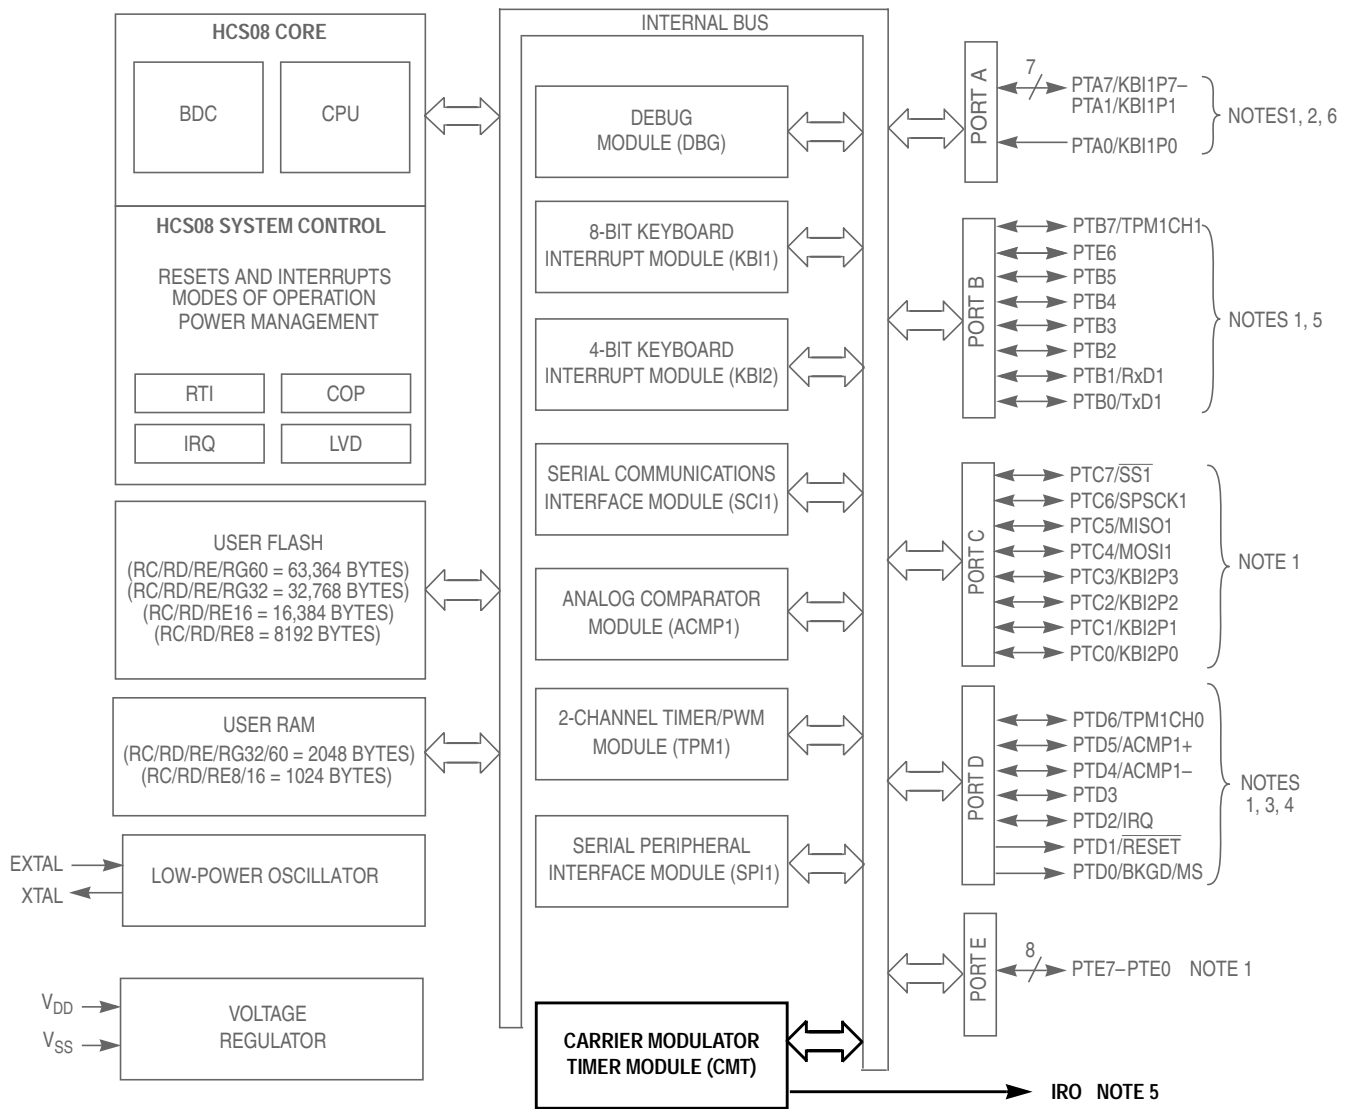 HCS08 CORE
BDC
CPU
HCS08 SYSTEM CONTROL
RESETS AND INTERRUPTS
MODES OF OPERATION
POWER MANAGEMENT
RTI
COP
IRQ
LVD
USER FLASH
(RC/RD/RE/RG60 = 63,364 BYTES)
(RC/RD/RE/RG32 = 32,768 BYTES)
(RC/RD/RE16 = 16,384 BYTES)
(RC/RD/RE8 = 8192 BYTES)
USER RAM
(RC/RD/RE/RG32/60 = 2048 BYTES)
(RC/RD/RE8/16 = 1024 BYTES)
EXTAL
XTAL
LOW-POWER OSCILLATOR
VDD
VSS
VOLTAGE
REGULATOR
INTERNAL BUS
DEBUG
MODULE (DBG)
8-BIT KEYBOARD
INTERRUPT MODULE (KBI1)
4-BIT KEYBOARD
INTERRUPT MODULE (KBI2)
SERIAL COMMUNICATIONS
INTERFACE MODULE (SCI1)
ANALOG COMPARATOR
MODULE (ACMP1)
2-CHANNEL TIMER/PWM
MODULE (TPM1)
SERIAL PERIPHERAL
INTERFACE MODULE (SPI1)
CARRIER MODULATOR
TIMER MODULE (CMT)
PORT A
7
PTA7/KBI1P7–
PTA1/KBI1P1
PTA0/KBI1P0
NOTES1, 2, 6
PORT B
PTB7/TPM1CH1
PTE6
PTB5
PTB4
PTB3
PTB2
PTB1/RxD1
PTB0/TxD1
NOTES 1, 5
PORT C
PTC7/SS1
PTC6/SPSCK1
PTC5/MISO1
PTC4/MOSI1
PTC3/KBI2P3
PTC2/KBI2P2
PTC1/KBI2P1
PTC0/KBI2P0
NOTE 1
PORT D
PTD6/TPM1CH0
PTD5/ACMP1+
PTD4/ACMP1–
PTD3
PTD2/IRQ
PTD1/RESET
PTD0/BKGD/MS
NOTES
1, 3, 4
PORT E
8
PTE7–PTE0 NOTE 1
IRO NOTE 5